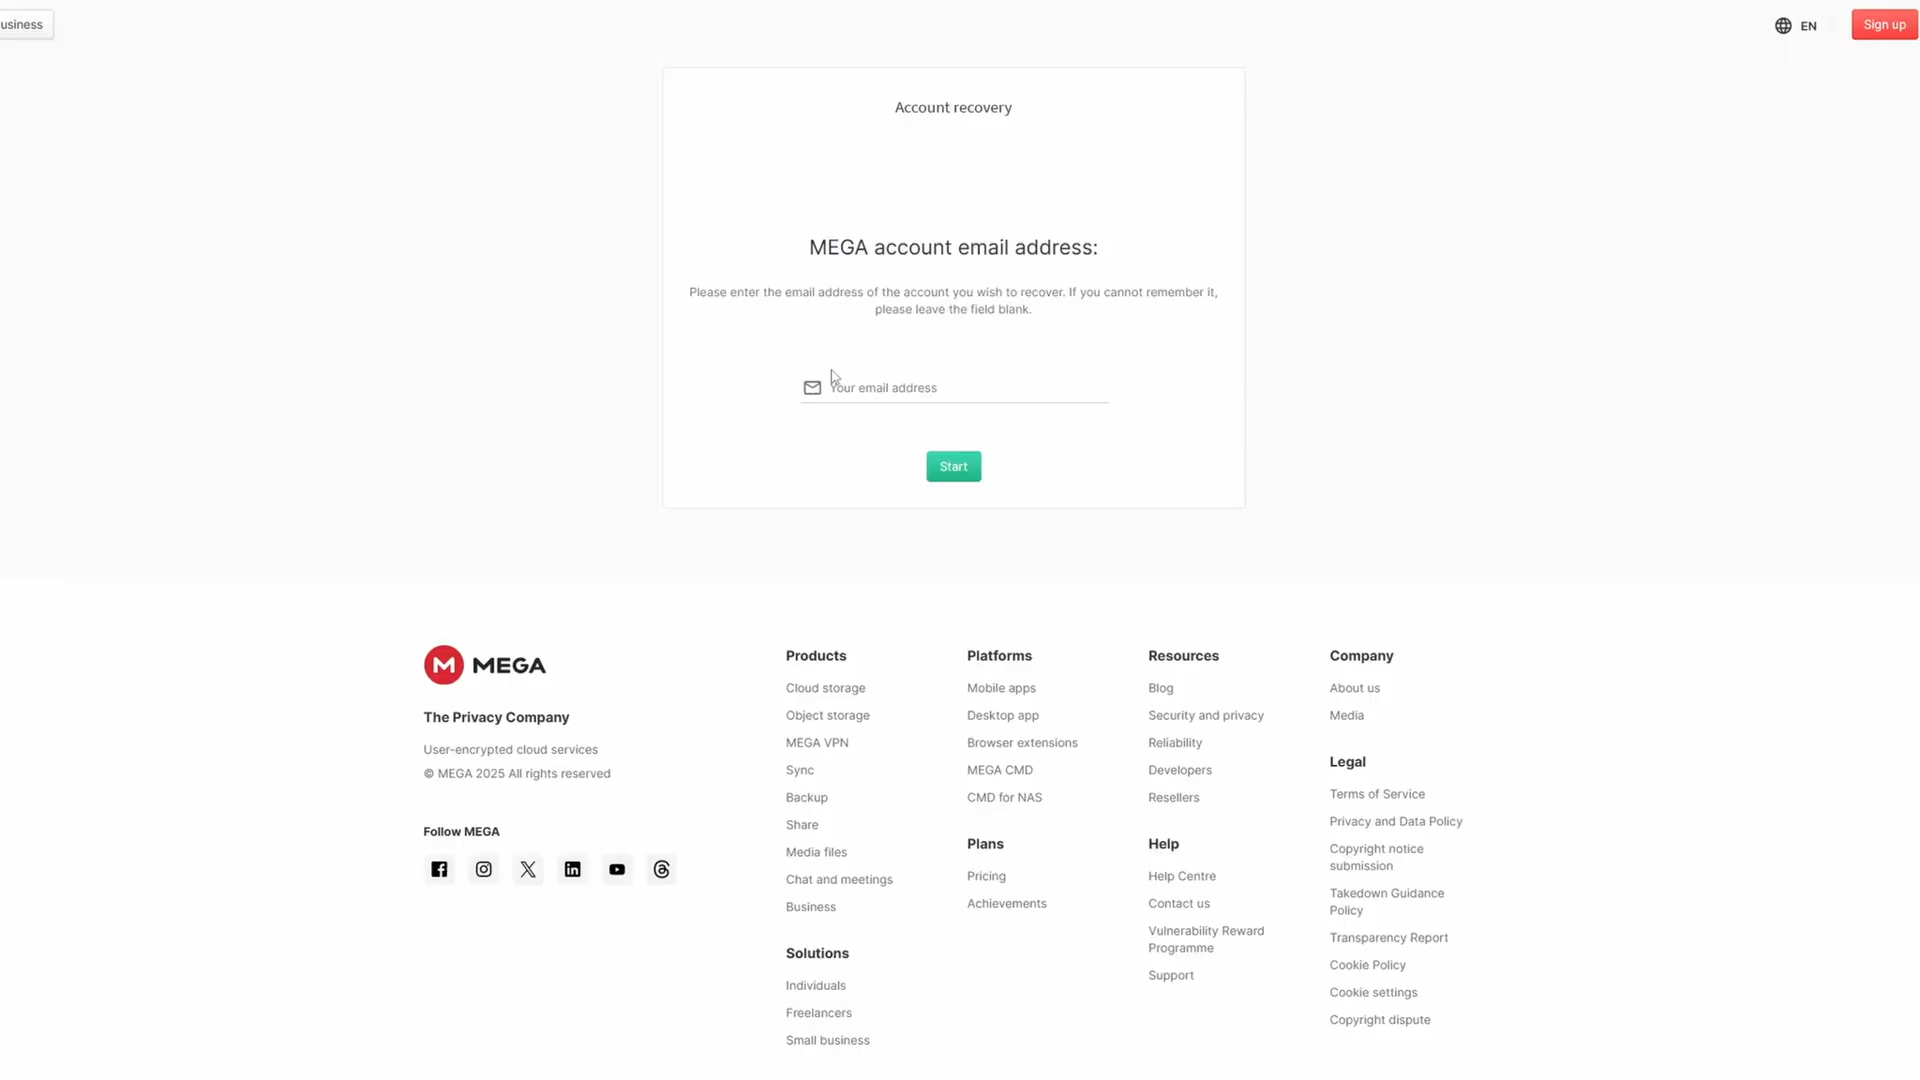 usiness
EN
Sign up
Account recovery
MEGA account email address:
Please enter the email address of the account you wish to recover. If you cannot remember it,
please leave the field blank.
Your email address
Start
MEGA
The Privacy Company
User-encrypted cloud services
© MEGA 2025 All rights reserved
Follow MEGA
Products
Cloud storage
Object storage
MEGA VPN
Sync
Backup
Share
Media files
Chat and meetings
Business
Solutions
Individuals
Freelancers
Small business
Platforms
Mobile apps
Desktop app
Browser extensions
MEGA CMD
CMD for NAS
Plans
Pricing
Achievements
Resources
Blog
Security and privacy
Reliability
Developers
Resellers
Help
Help Centre
Contact us
Vulnerability Reward
Programme
Support
Company
About us
Media
Legal
Terms of Service
Privacy and Data Policy
Copyright notice
submission
Takedown Guidance
Policy
Transparency Report
Cookie Policy
Cookie settings
Copyright dispute